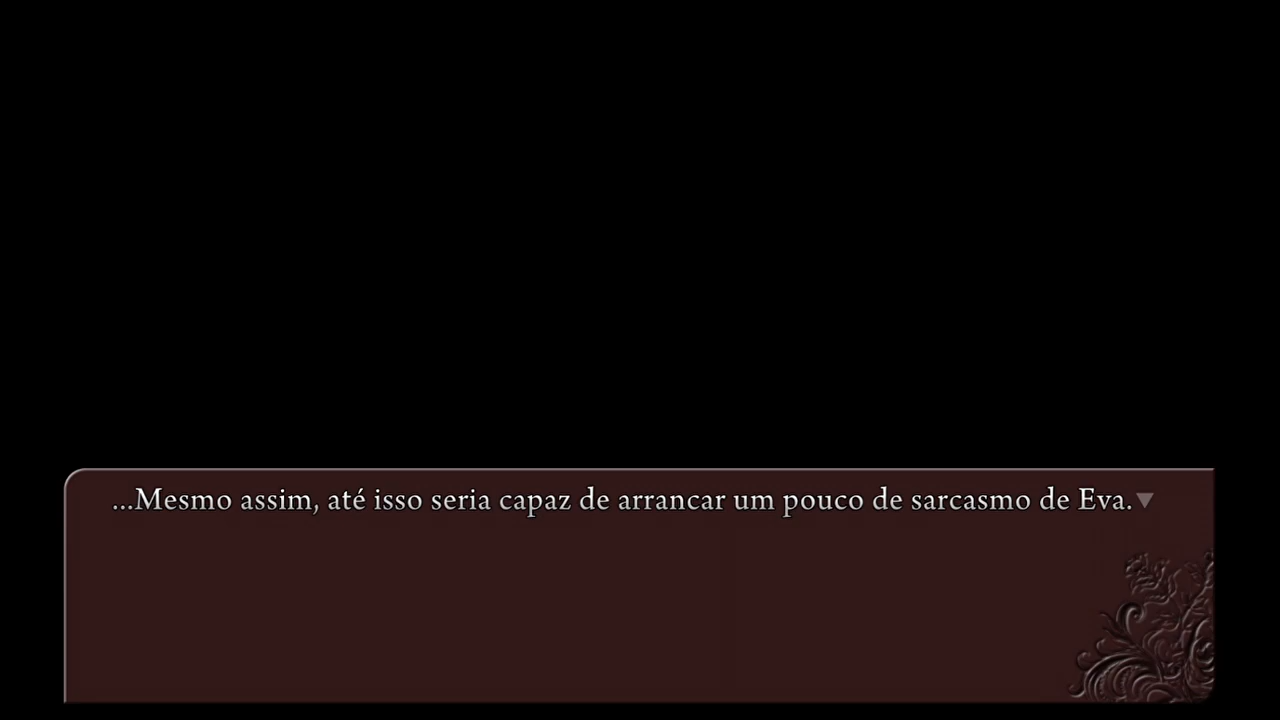 ...Mesmo assim, até isso seria capaz de arrancar um pouco de sarcasmo de Eva.